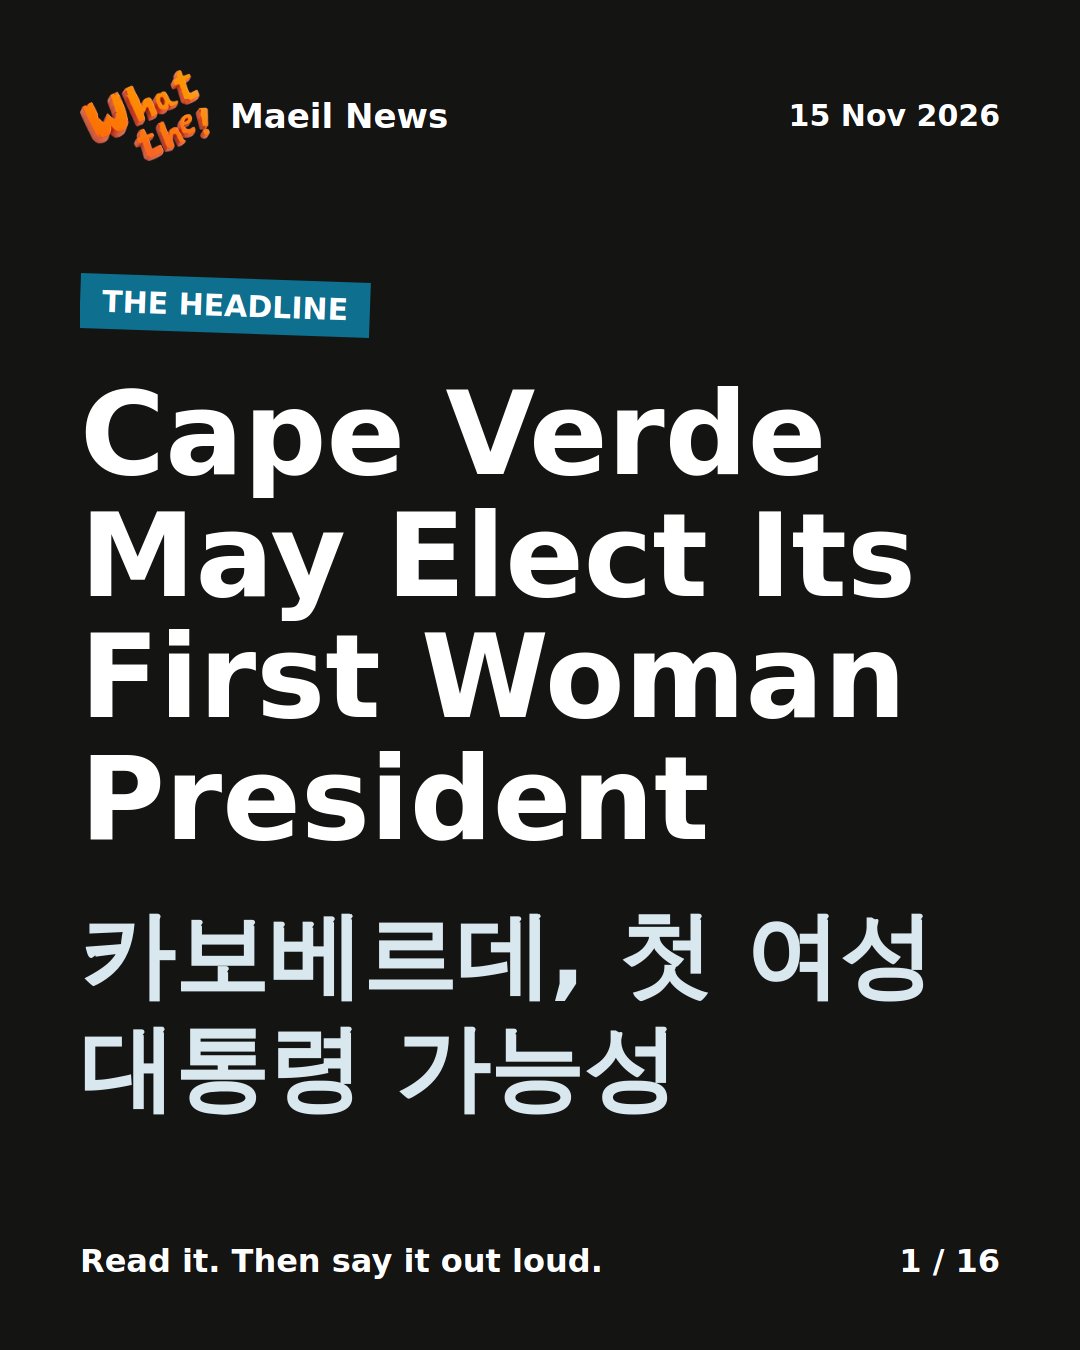 What
the!
Maeil News
15 Nov 2026
THE HEADLINE
Cape Verde
May Elect Its
First Woman
President
카보베르데, 첫 여성
대통령 가능성
Read it. Then say it out loud.
1 / 16